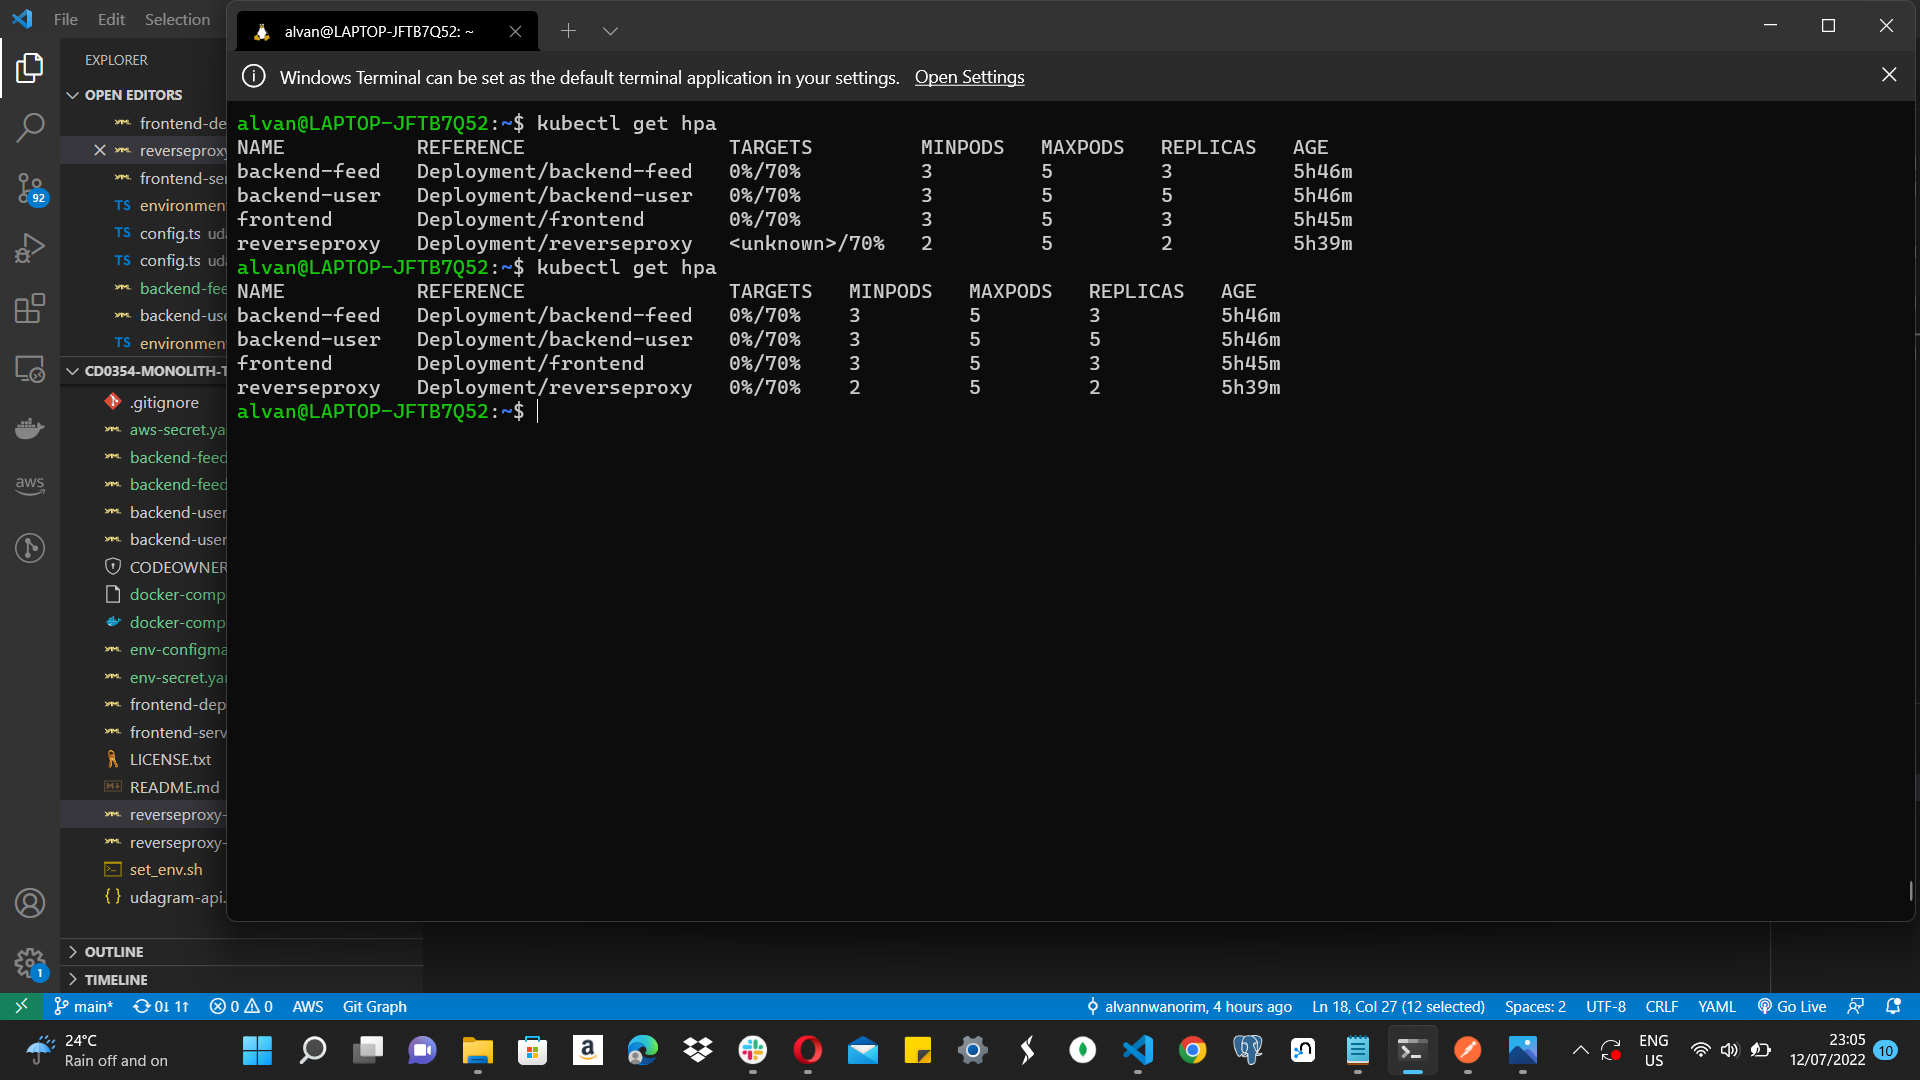 File Edit Selection
alvan@LAPTOP-JFTB7Q52: ~
EXPLORER
Windows Terminal can be set as the default terminal application in your settings. Open Settings
OPEN EDITORS
frontend-de
reverseproxy
frontend-ser
TS environmen
TS config.ts uda
TS config.ts uda
backend-fee
backend-use
TS environmen
CD0354-MONOLITH-T
.gitignore
aws-secret.ya
backend-feed
backend-feed
backend-user
backend-user
CODEOWNER
docker-comp
docker-comp
env-configma
env-secret.ya
frontend-dep
frontend-serv
LICENSE.txt
README.md
reverseproxy-
reverseproxy-
set_env.sh
{} udagram-api.
OUTLINE
TIMELINE
92
aws
1
alvan@LAPTOP-JFTB7Q52:~$ kubectl get hpa
NAME REFERENCE TARGETS MINPODS MAXPODS REPLICAS AGE
backend-feed Deployment/backend-feed 0%/70% 3 5 3 5h46m
backend-user Deployment/backend-user 0%/70% 3 5 5 5h46m
frontend Deployment/frontend 0%/70% 3 5 3 5h45m
reverseproxy Deployment/reverseproxy <unknown>/70% 2 5 2 5h39m
alvan@LAPTOP-JFTB7Q52:~$ kubectl get hpa
NAME REFERENCE TARGETS MINPODS MAXPODS REPLICAS AGE
backend-feed Deployment/backend-feed 0%/70% 3 5 3 5h46m
backend-user Deployment/backend-user 0%/70% 3 5 5 5h46m
frontend Deployment/frontend 0%/70% 3 5 3 5h45m
reverseproxy Deployment/reverseproxy 0%/70% 2 5 2 5h39m
alvan@LAPTOP-JFTB7Q52:~$
main* 0↓ 1↑ 0 0 AWS Git Graph alvannwanorim, 4 hours ago Ln 18, Col 27 (12 selected) Spaces: 2 UTF-8 CRLF YAML Go Live
24°C
Rain off and on
ENG
US
23:05
12/07/2022
10